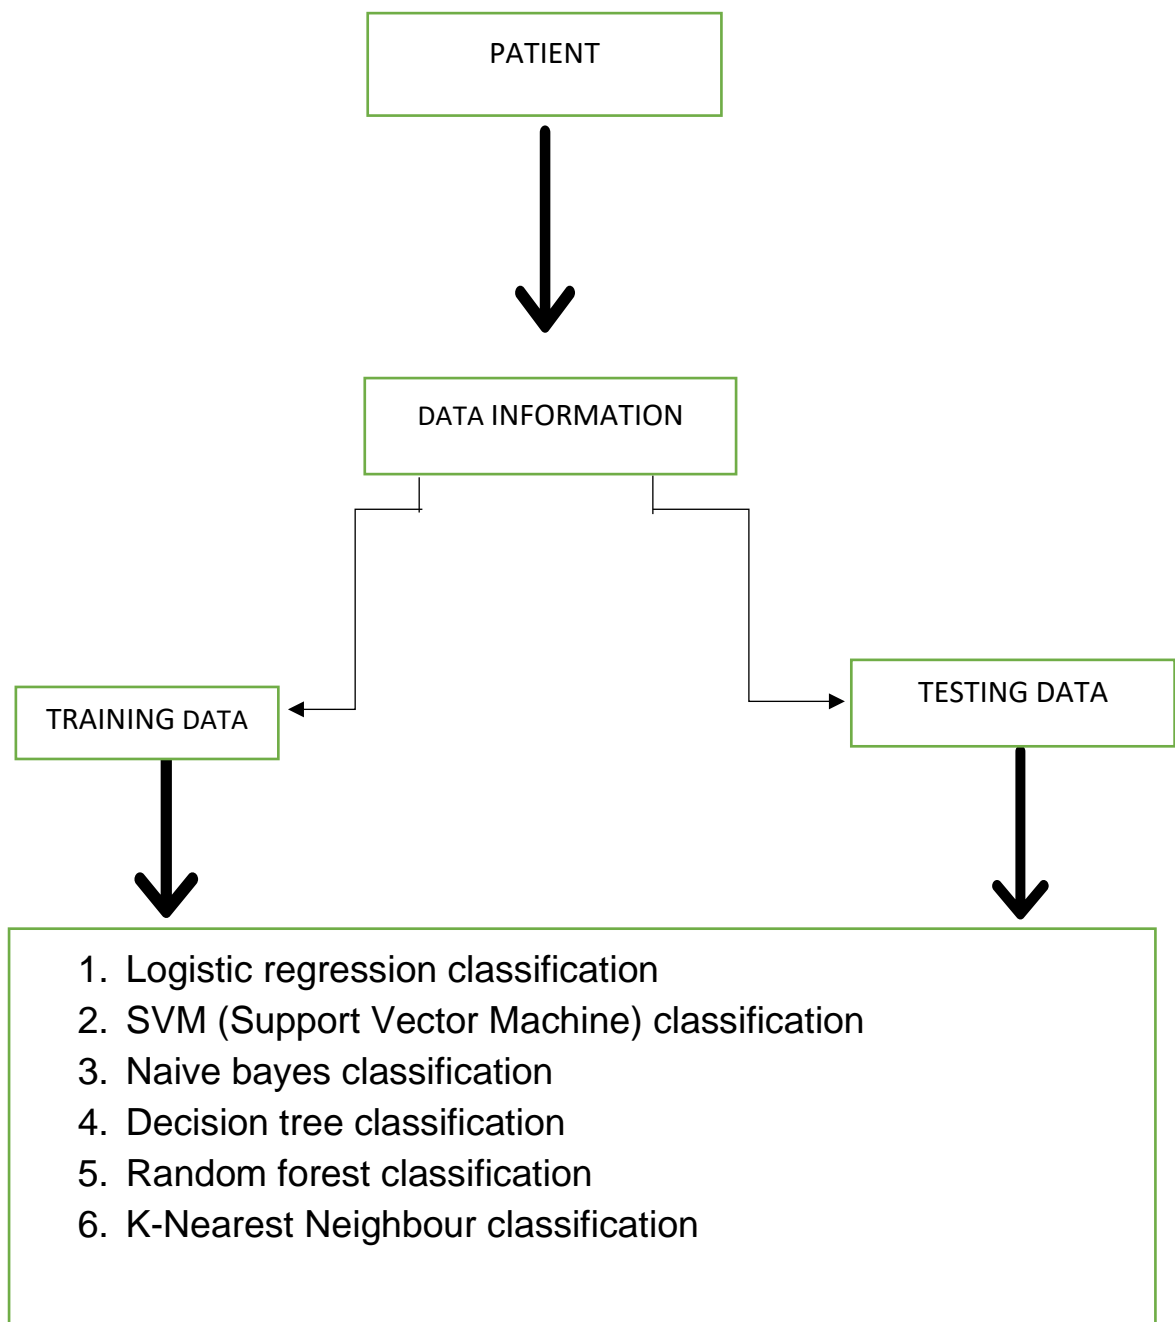 PATIENT
DATA INFORMATION
TRAINING DATA
TESTING DATA
1. Logistic regression classification
2. SVM (Support Vector Machine) classification
3. Naive bayes classification
4. Decision tree classification
5. Random forest classification
6. K-Nearest Neighbour classification